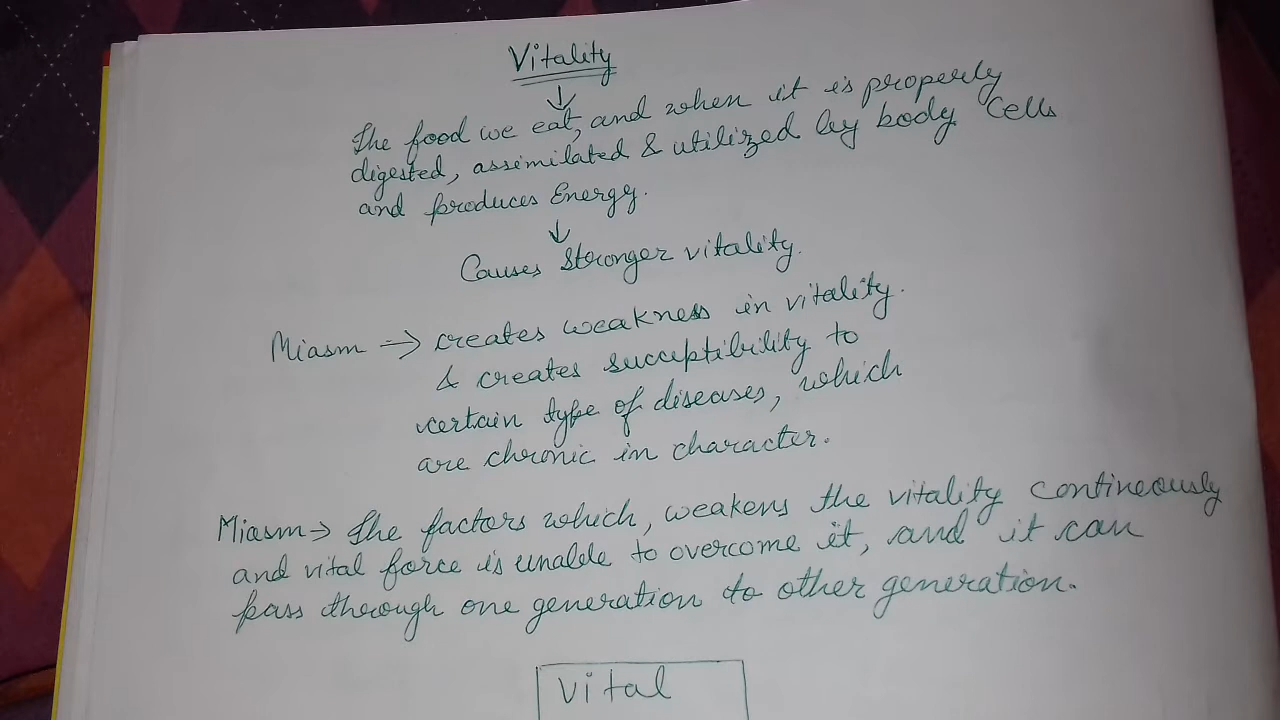 Vitality
↓
The food we eat, and when it is properly
digested, assimilated & utilized by body Cells
and produces Energy.
↓
Causes Stronger vitality.
Miasm → creates weakness in vitality.
& creates succeptibility to
certain type of diseases, which
are chronic in character.
Miasm → The factors which, weakens the vitality contineously
and vital force is unable to overcome it, and it can
pass through one generation to other generation.
Vital